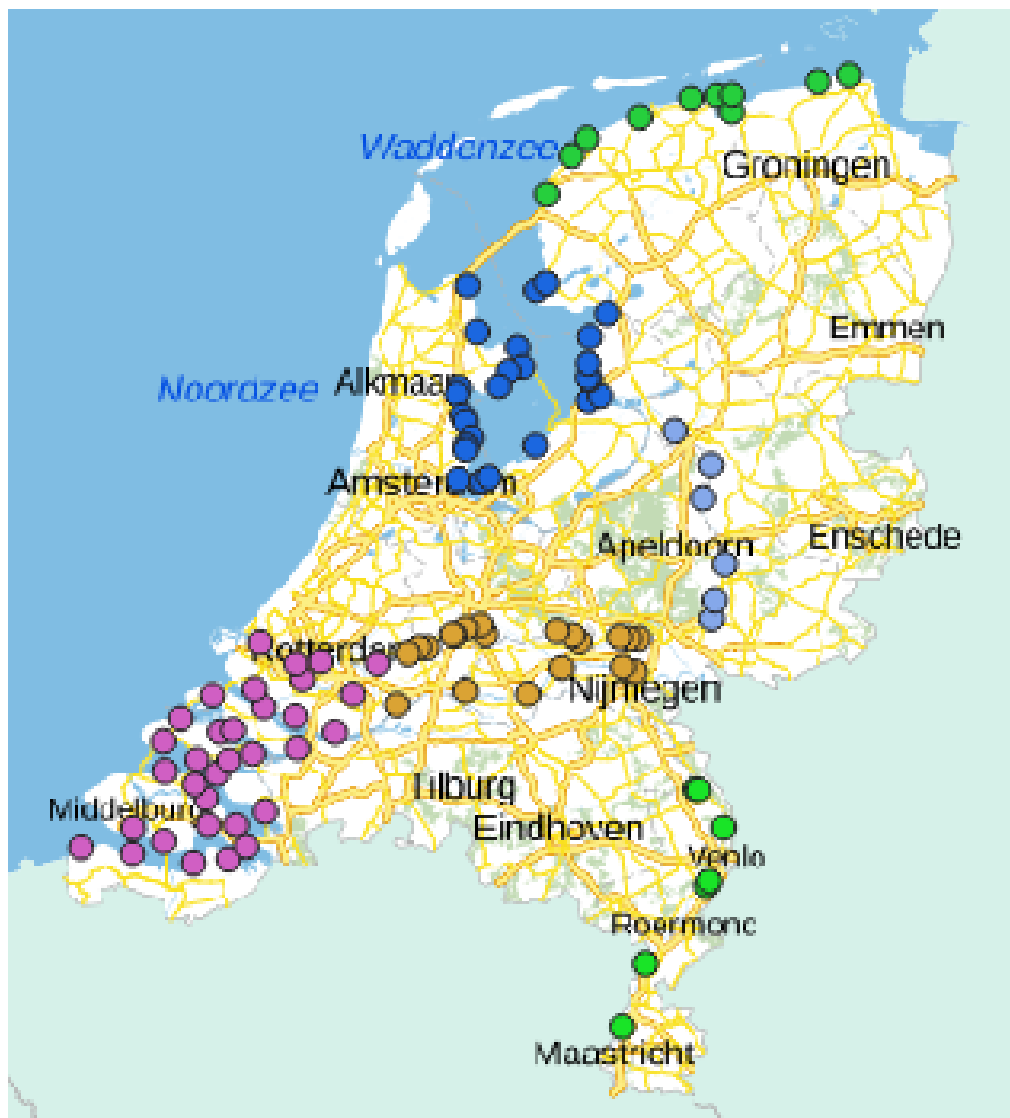 Waddenzee
Groningen
Emmen
Noordzee
Alkmaar
Amsterdam
Apeldoorn
Enschede
Rotterdam
Nijmegen
Tilburg
Middelburg
Eindhoven
Venlo
Roermond
Maastricht